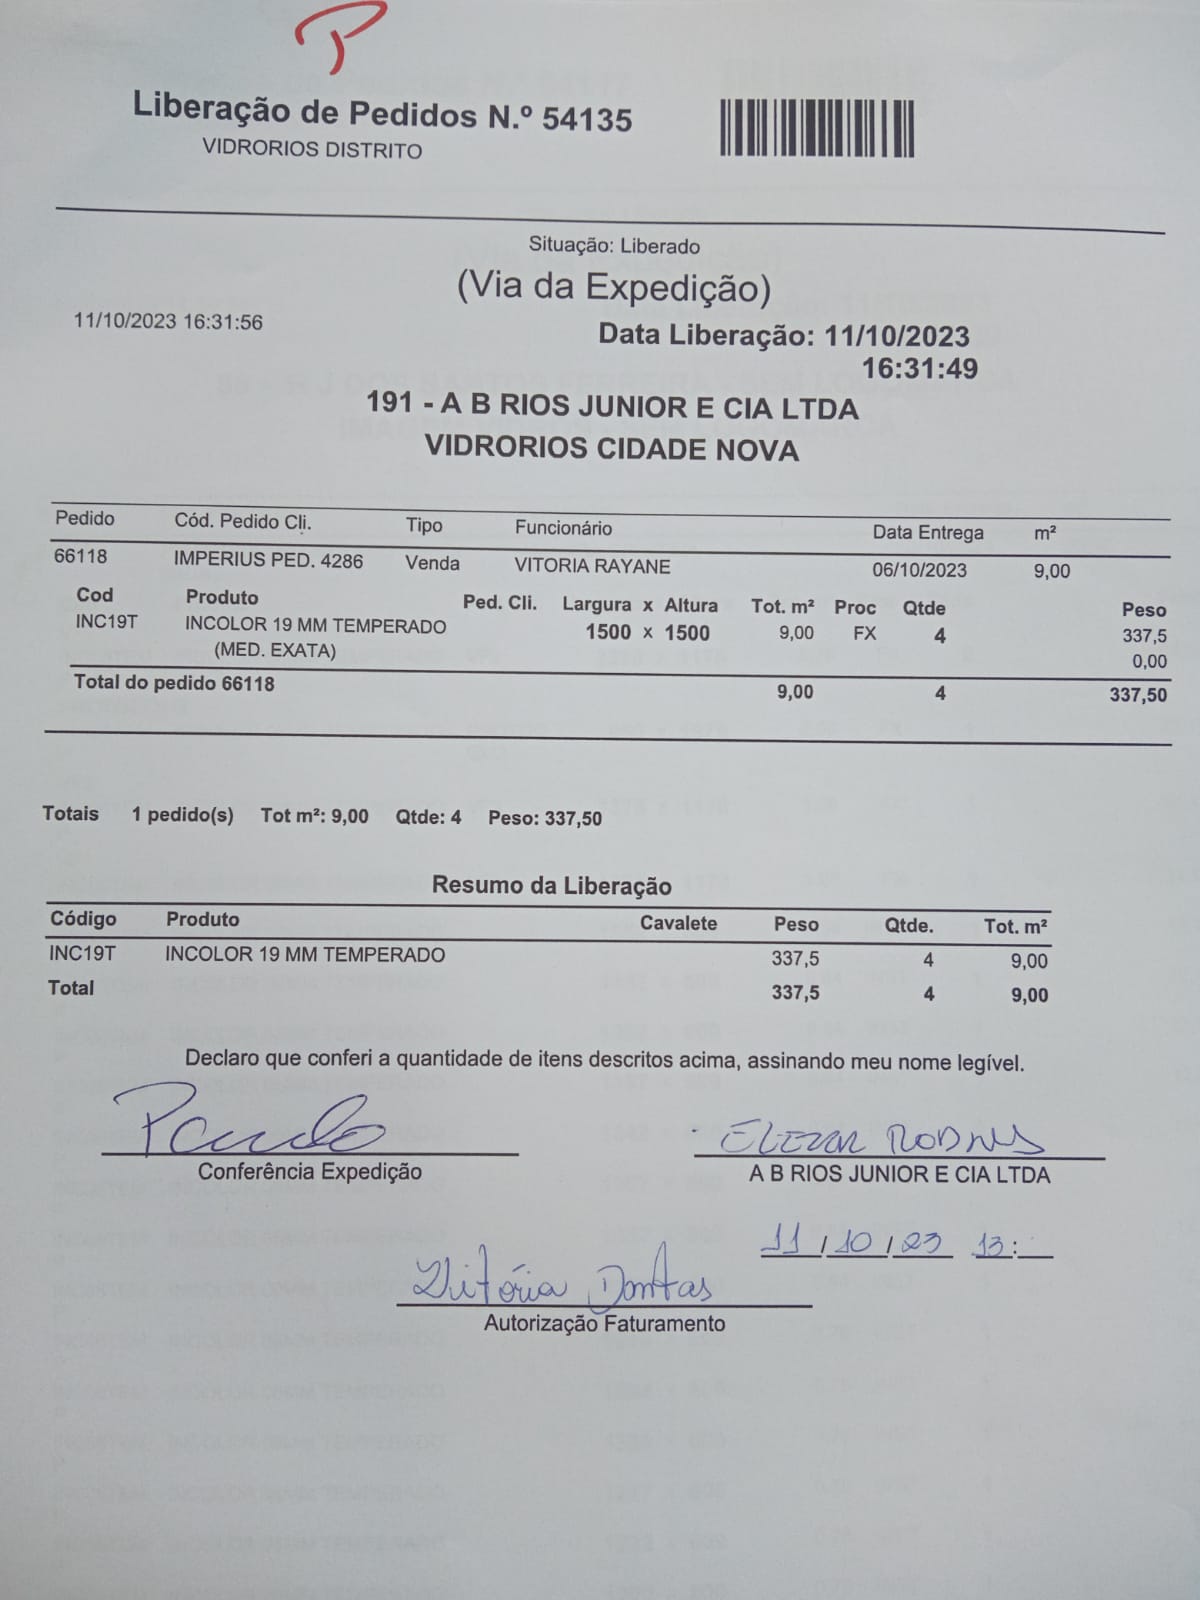 P
Liberação de Pedidos N.º 54135
VIDRORIOS DISTRITO
Situação: Liberado
(Via da Expedição)
11/10/2023 16:31:56
Data Liberação: 11/10/2023
16:31:49
191 - A B RIOS JUNIOR E CIA LTDA
VIDRORIOS CIDADE NOVA
Pedido Cód. Pedido Cli. Tipo Funcionário Data Entrega m²
66118 IMPERIUS PED. 4286 Venda VITORIA RAYANE 06/10/2023 9,00
Cod Produto Ped. Cli. Largura x Altura Tot. m² Proc Qtde Peso
INC19T INCOLOR 19 MM TEMPERADO 1500 x 1500 9,00 FX 4 337,5
(MED. EXATA) 0,00
Total do pedido 66118 9,00 4 337,50
Totais 1 pedido(s) Tot m²: 9,00 Qtde: 4 Peso: 337,50
Resumo da Liberação
Código Produto Cavalete Peso Qtde. Tot. m²
INC19T INCOLOR 19 MM TEMPERADO 337,5 4 9,00
Total 337,5 4 9,00
Declaro que conferi a quantidade de itens descritos acima, assinando meu nome legível.
Conferência Expedição
A B RIOS JUNIOR E CIA LTDA
11/10/23 13:
Vitória Dantas
Autorização Faturamento